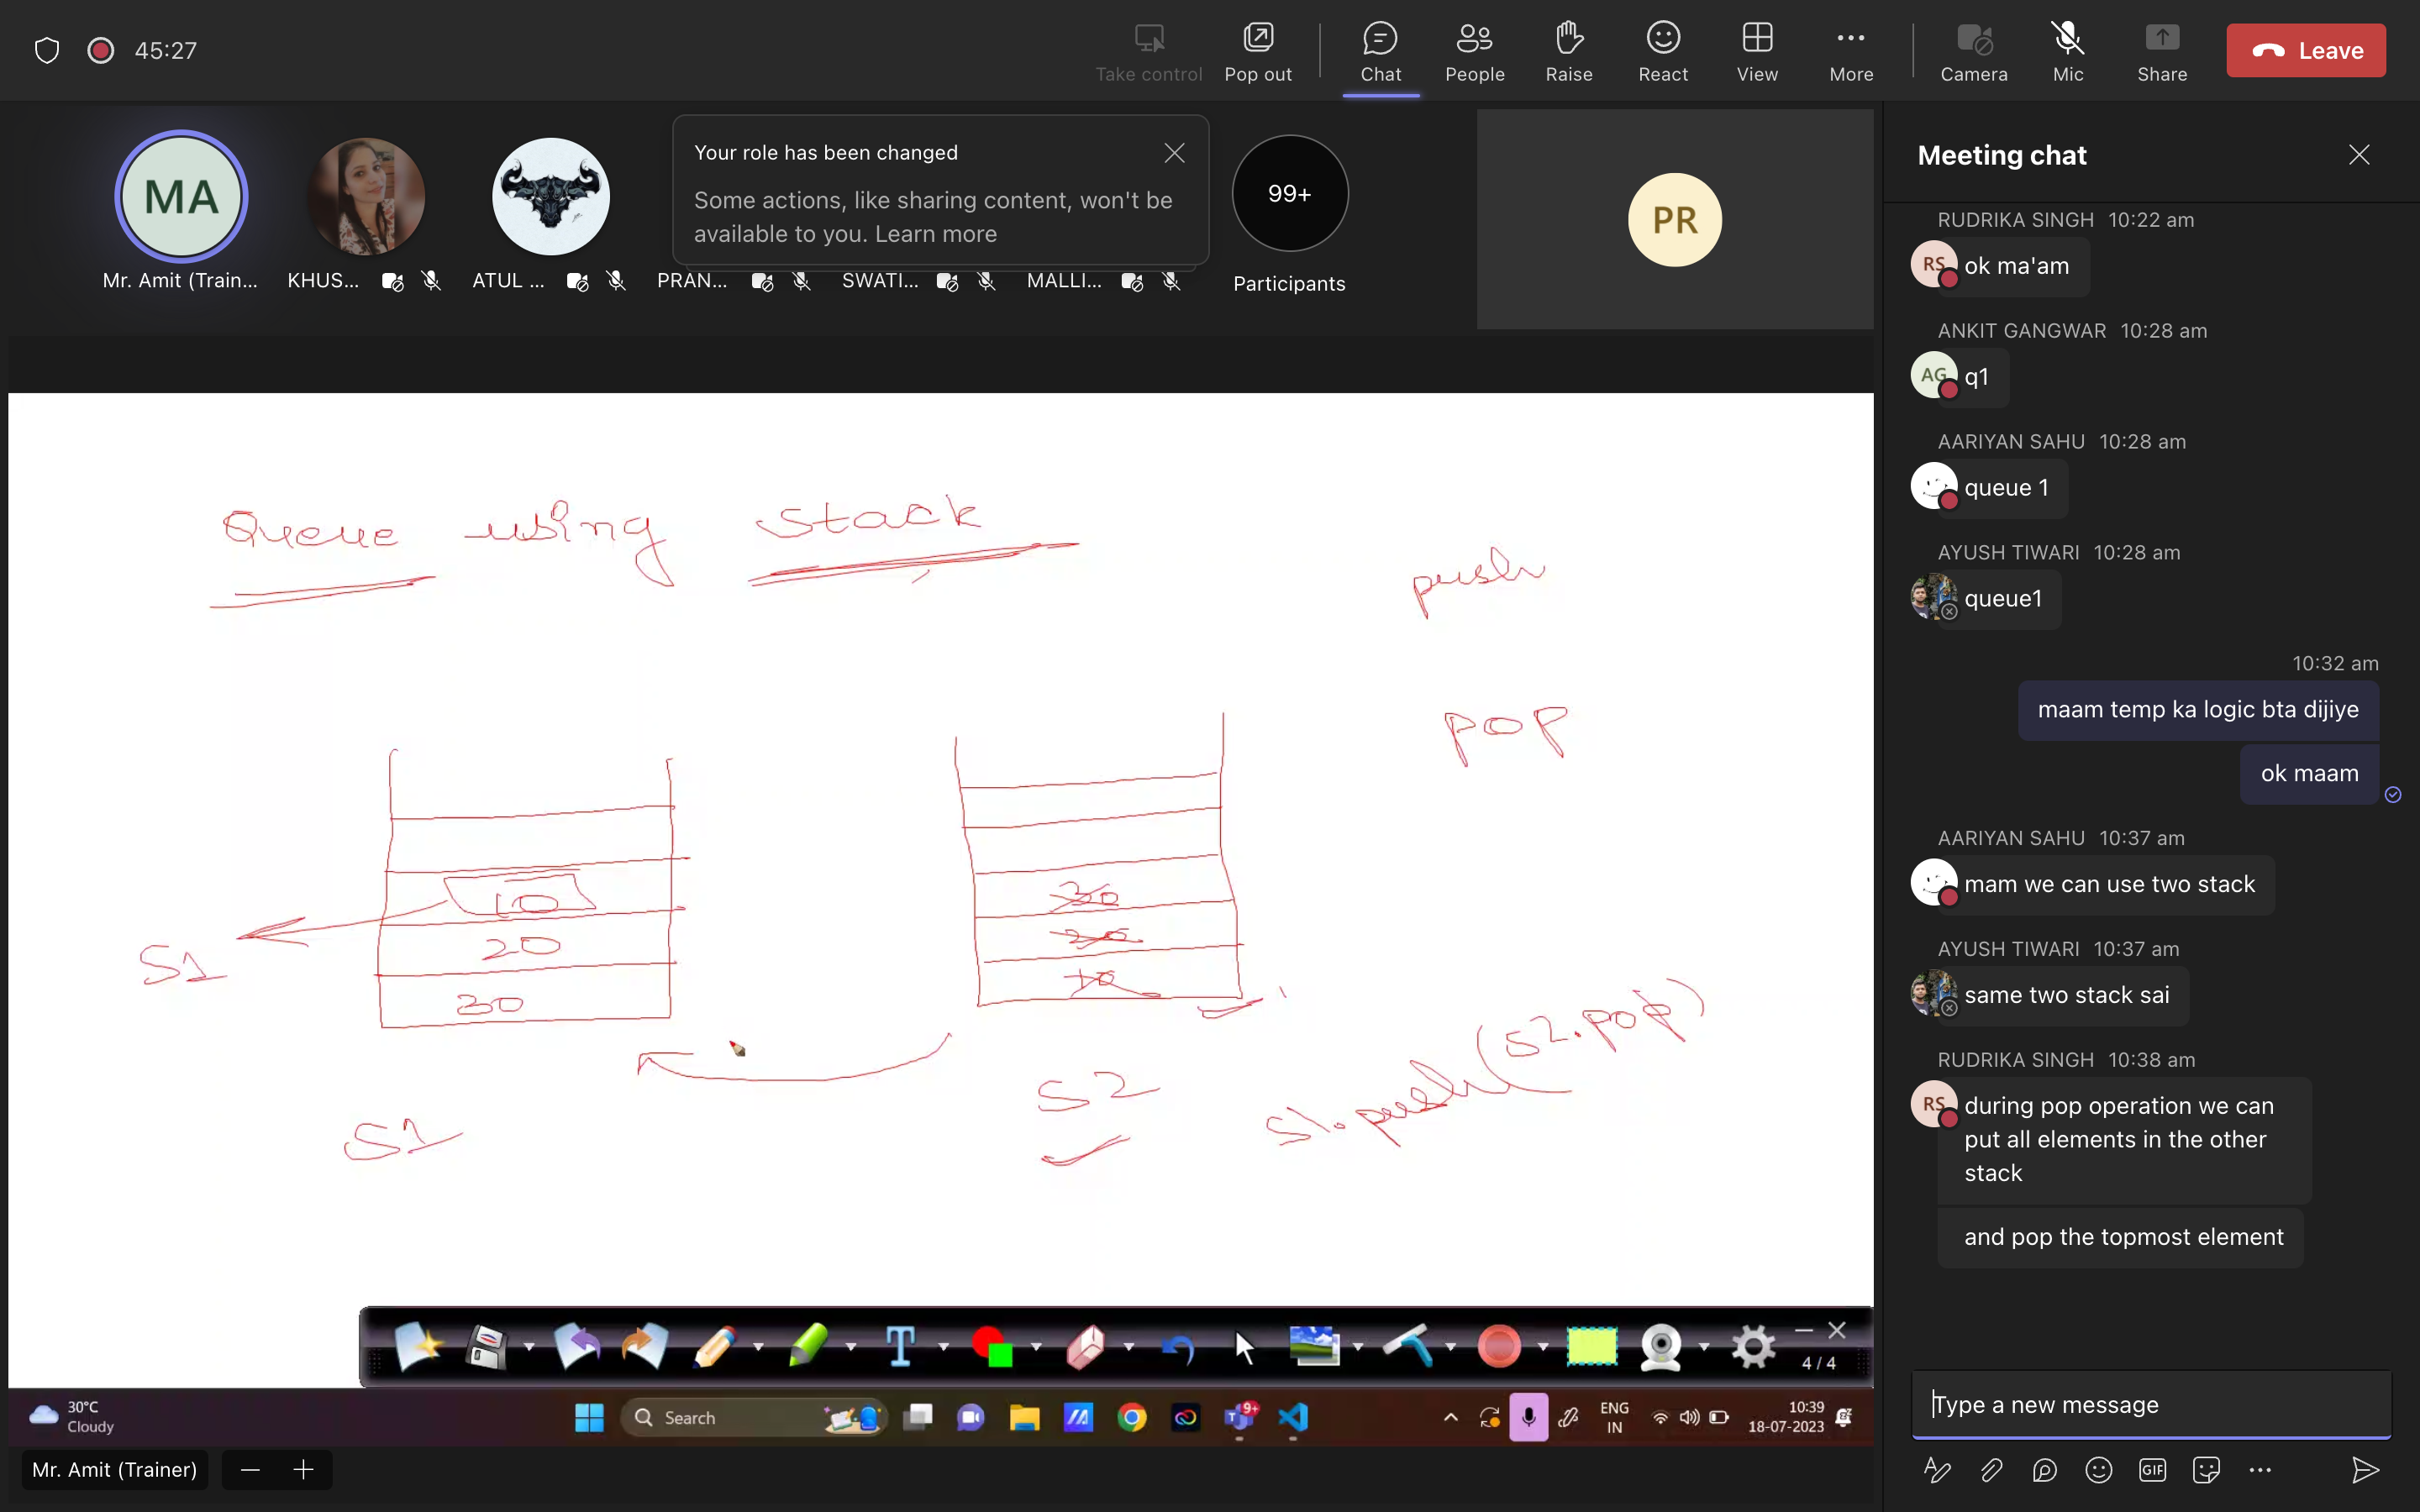 45:27
Take control
Pop out
Chat
People
Raise
React
View
More
Camera
Mic
Share
Leave
MA
Mr. Amit (Train...
KHUS...
ATUL ...
PRAN...
SWATI...
MALLI...
Your role has been changed
Some actions, like sharing content, won't be
available to you. Learn more
99+
Participants
PR
Queue using Stack
push
pop
10
20
30
S1
30
20
10
S1
S2
S1.push(S2.pop)
4 / 4
30°C
Cloudy
Search
9+
ENG
IN
10:39
18-07-2023
Mr. Amit (Trainer)
Meeting chat
RUDRIKA SINGH 10:22 am
RS
ok ma'am
ANKIT GANGWAR 10:28 am
AG
q1
AARIYAN SAHU 10:28 am
queue 1
AYUSH TIWARI 10:28 am
queue1
10:32 am
maam temp ka logic bta dijiye
ok maam
AARIYAN SAHU 10:37 am
mam we can use two stack
AYUSH TIWARI 10:37 am
same two stack sai
RUDRIKA SINGH 10:38 am
RS
during pop operation we can
put all elements in the other
stack
and pop the topmost element
Type a new message
GIF